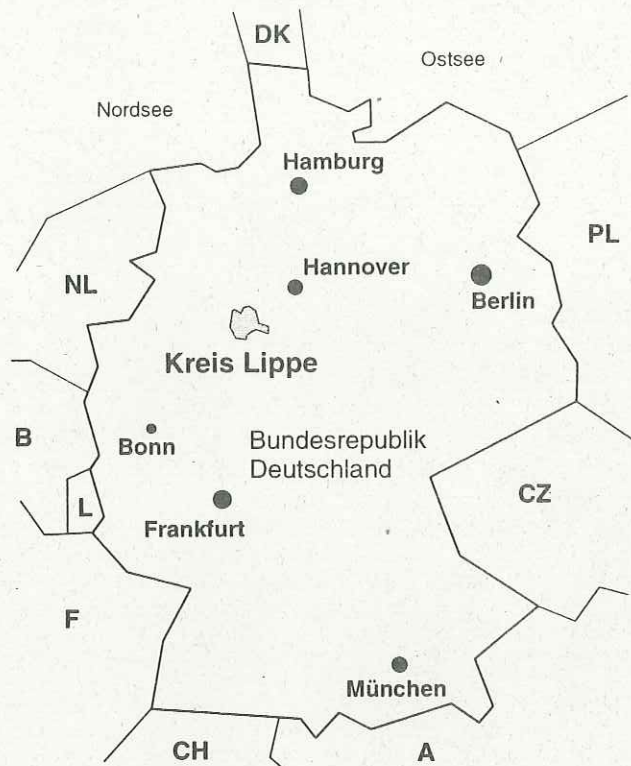 DK
Ostsee
Nordsee
Hamburg
PL
Hannover
NL
Berlin
Kreis Lippe
B
Bonn
Bundesrepublik
Deutschland
CZ
L
Frankfurt
F
München
CH
A